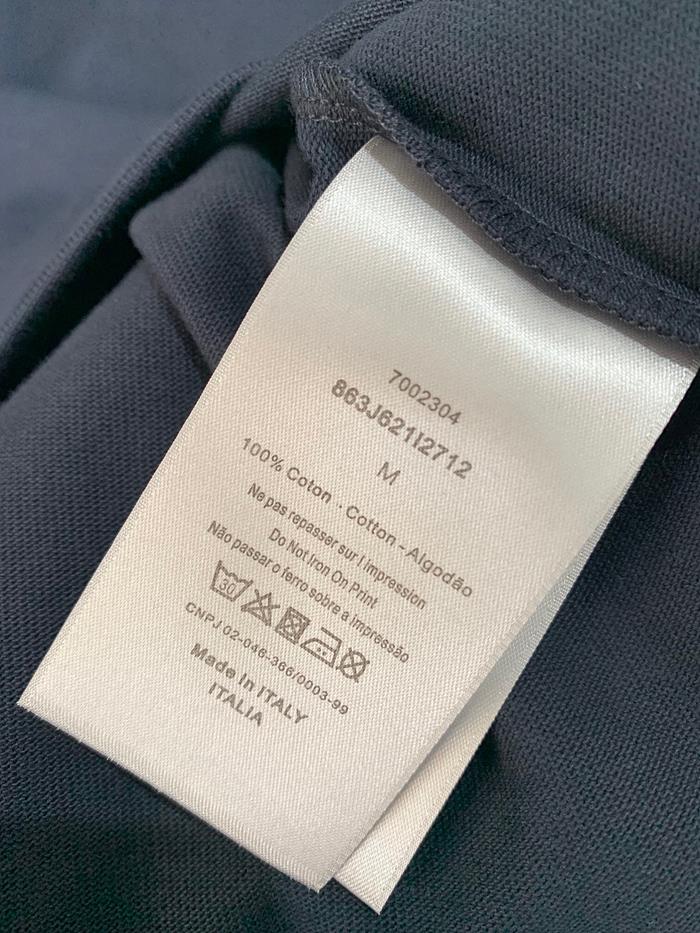 7002304
863J621I2712
M
100% Coton · Cotton - Algodão
Ne pas repasser sur l impression
Do Not Iron On Print
Não passar o ferro sobre a impressão
30
CNPJ 02-046-366/0003-99
Made In ITALY
ITALIA